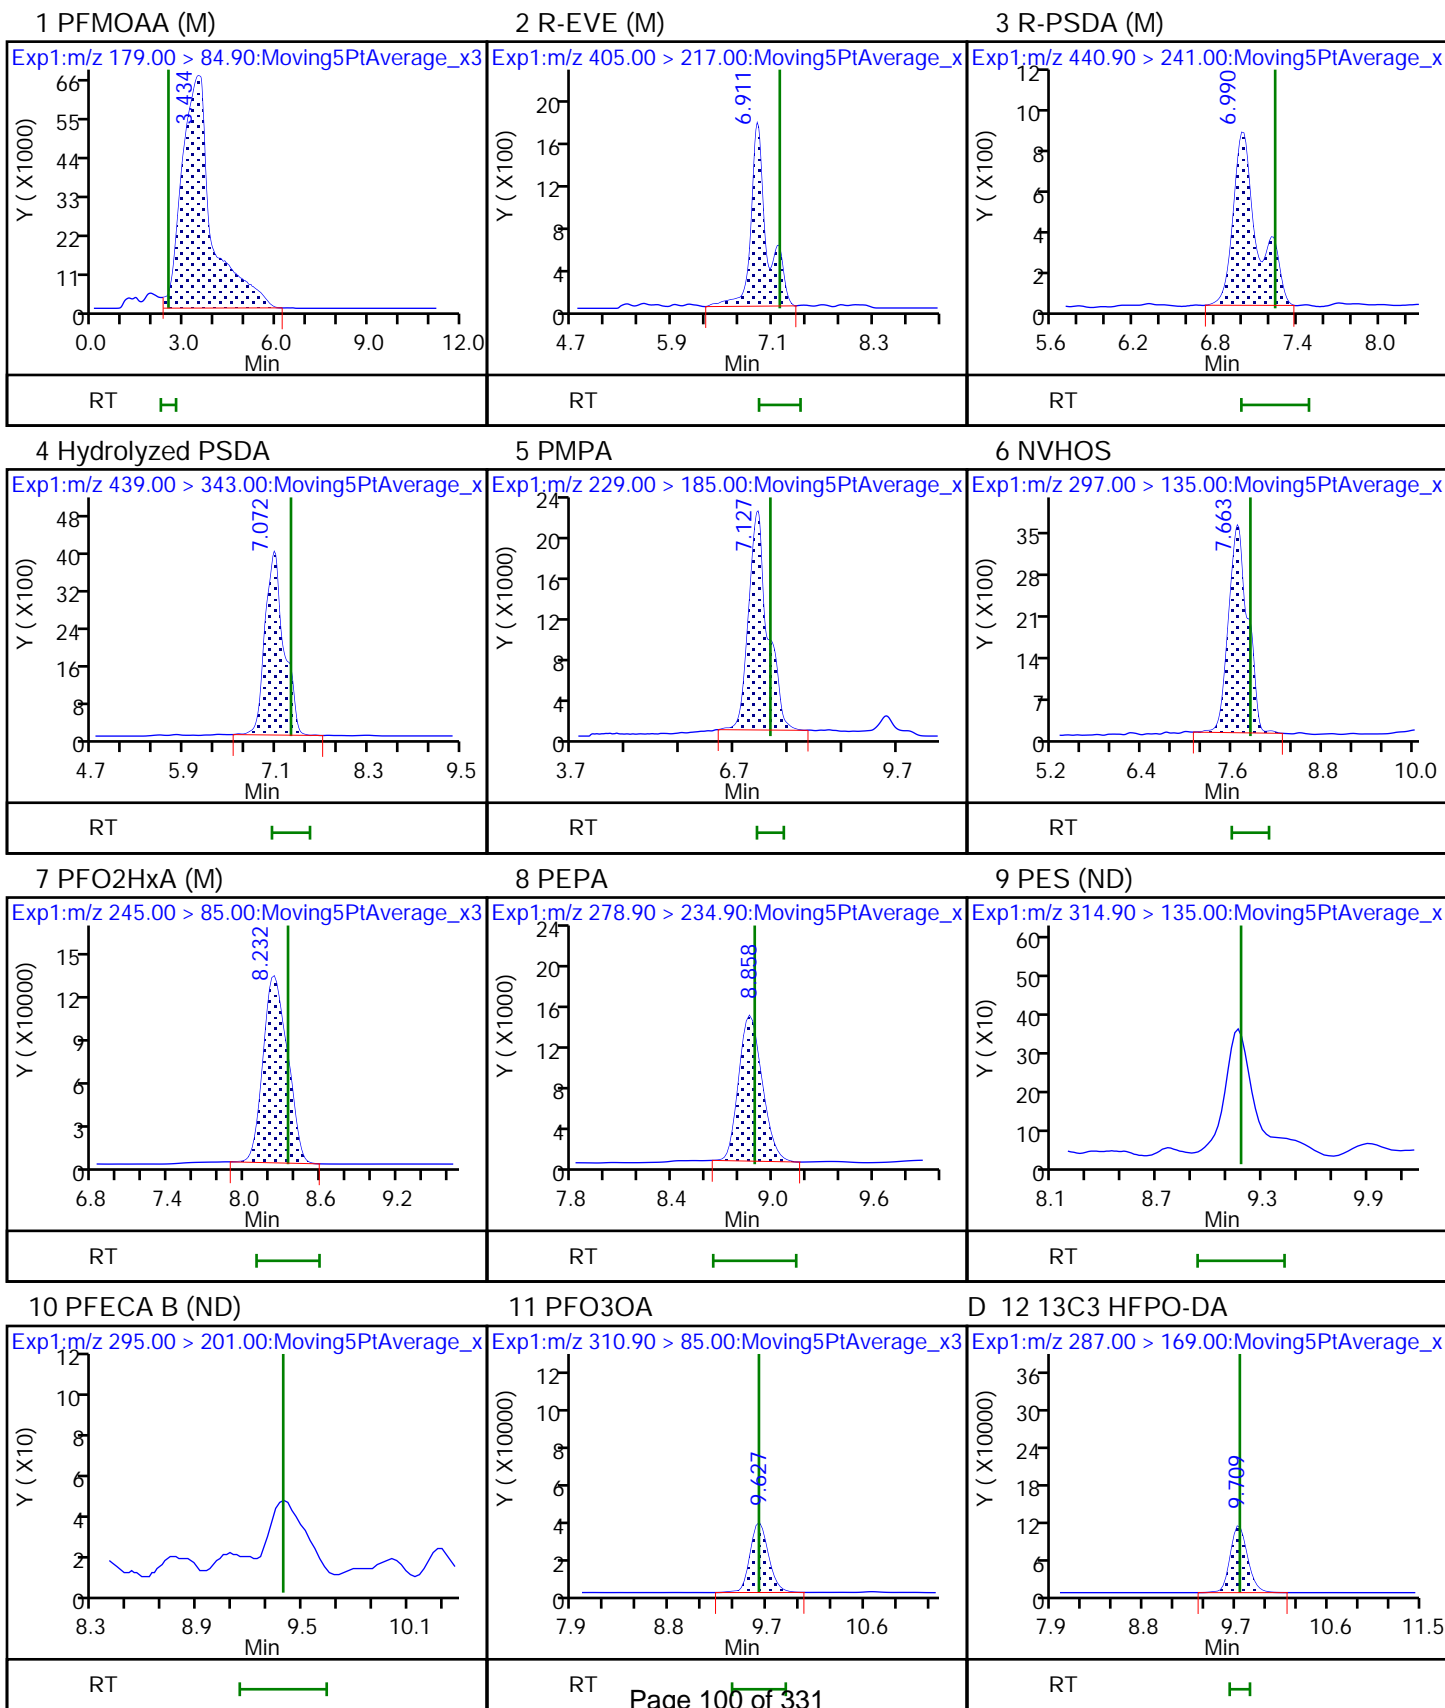 1 PFMOAA (M)
Exp1:m/z 179.00 > 84.90:Moving5PtAverage_x3
Y ( X1000)
66
55
44
33
22
11
0
3.434
0.0 3.0 6.0 9.0 12.0
Min
RT
2 R-EVE (M)
Exp1:m/z 405.00 > 217.00:Moving5PtAverage_x
Y ( X100)
20
16
12
8
4
0
6.911
4.7 5.9 7.1 8.3
Min
RT
3 R-PSDA (M)
Exp1:m/z 440.90 > 241.00:Moving5PtAverage_x
Y ( X100)
12
10
8
6
4
2
0
6.990
5.6 6.2 6.8 7.4 8.0
Min
RT
4 Hydrolyzed PSDA
Exp1:m/z 439.00 > 343.00:Moving5PtAverage_x
Y ( X100)
48
40
32
24
16
8
0
7.072
4.7 5.9 7.1 8.3 9.5
Min
RT
5 PMPA
Exp1:m/z 229.00 > 185.00:Moving5PtAverage_x
Y ( X1000)
24
20
16
12
8
4
0
7.127
3.7 6.7 9.7
Min
RT
6 NVHOS
Exp1:m/z 297.00 > 135.00:Moving5PtAverage_x
Y ( X100)
35
28
21
14
7
0
7.663
5.2 6.4 7.6 8.8 10.0
Min
RT
7 PFO2HxA (M)
Exp1:m/z 245.00 > 85.00:Moving5PtAverage_x3
Y ( X10000)
15
12
9
6
3
0
8.232
6.8 7.4 8.0 8.6 9.2
Min
RT
8 PEPA
Exp1:m/z 278.90 > 234.90:Moving5PtAverage_x
Y ( X1000)
24
20
16
12
8
4
0
8.858
7.8 8.4 9.0 9.6
Min
RT
9 PES (ND)
Exp1:m/z 314.90 > 135.00:Moving5PtAverage_x
Y ( X10)
60
50
40
30
20
10
0
8.1 8.7 9.3 9.9
Min
RT
10 PFECA B (ND)
Exp1:m/z 295.00 > 201.00:Moving5PtAverage_x
Y ( X10)
12
10
8
6
4
2
0
8.3 8.9 9.5 10.1
Min
RT
11 PFO3OA
Exp1:m/z 310.90 > 85.00:Moving5PtAverage_x3
Y ( X10000)
12
10
8
6
4
2
0
9.627
7.9 8.8 9.7 10.6
Min
RT
D 12 13C3 HFPO-DA
Exp1:m/z 287.00 > 169.00:Moving5PtAverage_x
Y ( X10000)
36
30
24
18
12
6
0
9.709
7.9 8.8 9.7 10.6 11.5
Min
RT
Page 100 of 331